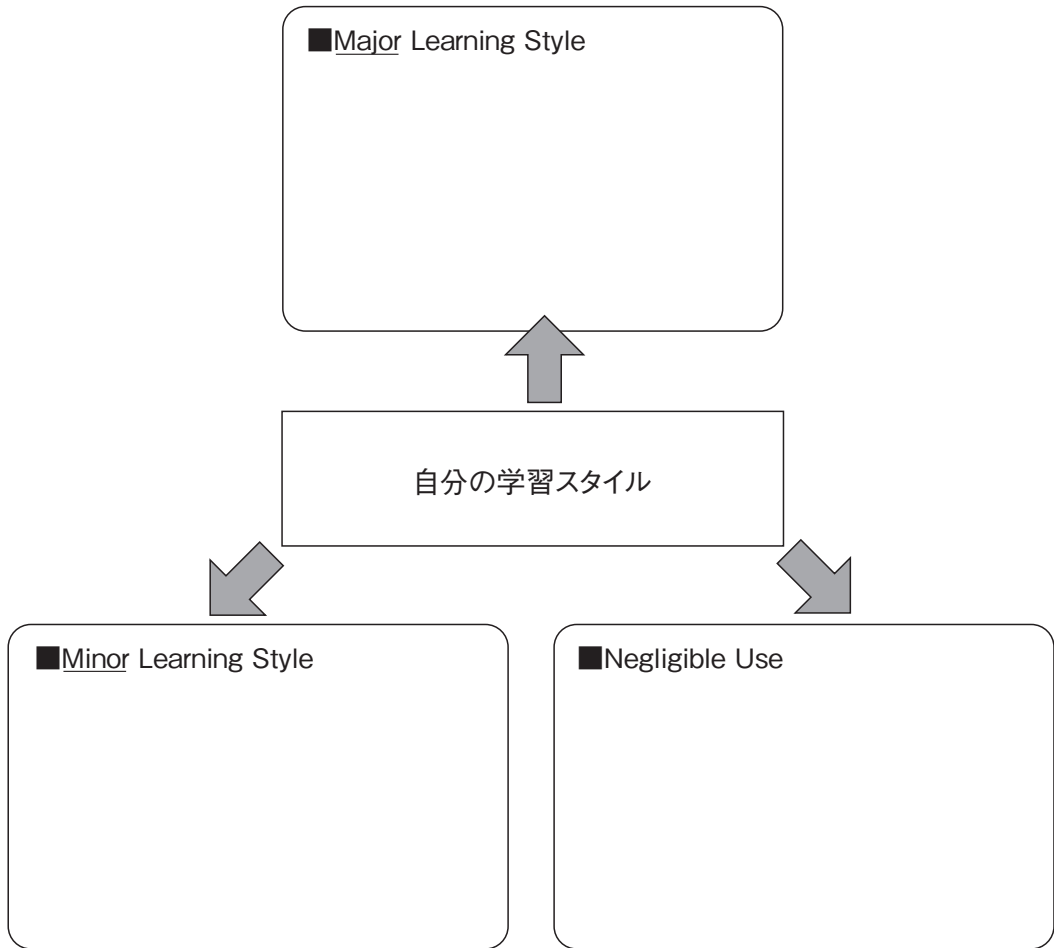 ■Major Learning Style
自分の学習スタイル
■Minor Learning Style
■Negligible Use